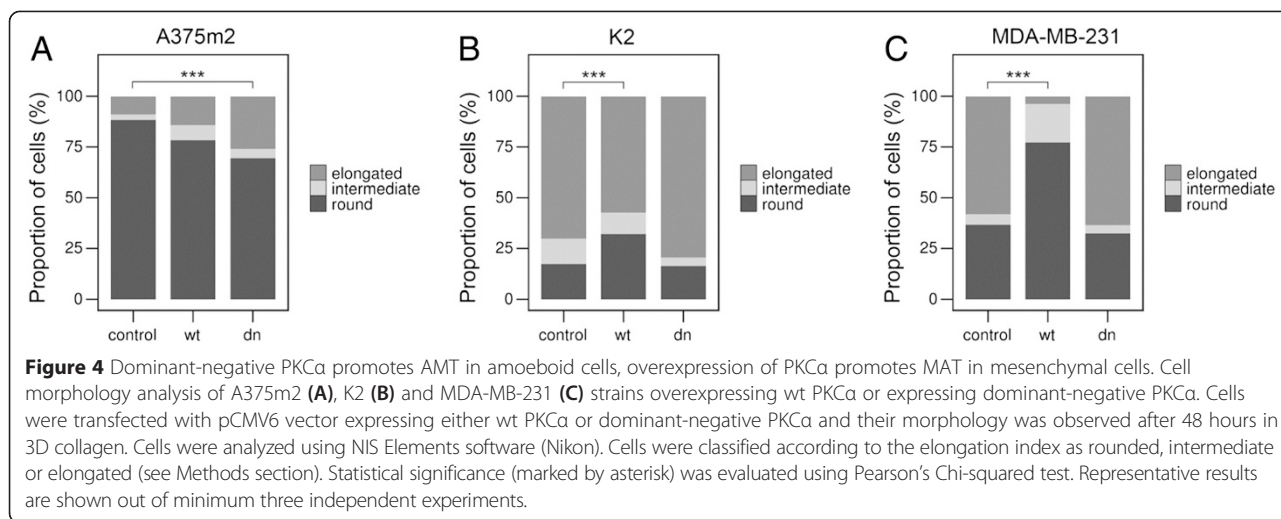 A
A375m2
***
Proportion of cells (%)
100
75
50
25
0
control wt dn
elongated
intermediate
round
B
K2
***
Proportion of cells (%)
100
75
50
25
0
control wt dn
elongated
intermediate
round
C
MDA-MB-231
***
Proportion of cells (%)
100
75
50
25
0
control wt dn
elongated
intermediate
round
Figure 4 Dominant-negative PKCα promotes AMT in amoeboid cells, overexpression of PKCα promotes MAT in mesenchymal cells. Cell
morphology analysis of A375m2 (A), K2 (B) and MDA-MB-231 (C) strains overexpressing wt PKCα or expressing dominant-negative PKCα. Cells
were transfected with pCMV6 vector expressing either wt PKCα or dominant-negative PKCα and their morphology was observed after 48 hours in
3D collagen. Cells were analyzed using NIS Elements software (Nikon). Cells were classified according to the elongation index as rounded, intermediate
or elongated (see Methods section). Statistical significance (marked by asterisk) was evaluated using Pearson's Chi-squared test. Representative results
are shown out of minimum three independent experiments.